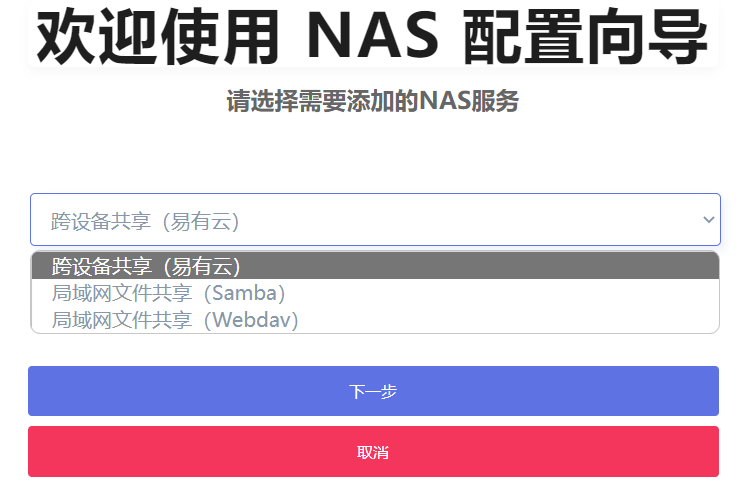 欢迎使用 NAS 配置向导
请选择需要添加的NAS服务
跨设备共享（易有云）
跨设备共享（易有云）
局域网文件共享（Samba）
局域网文件共享（Webdav）
下一步
取消